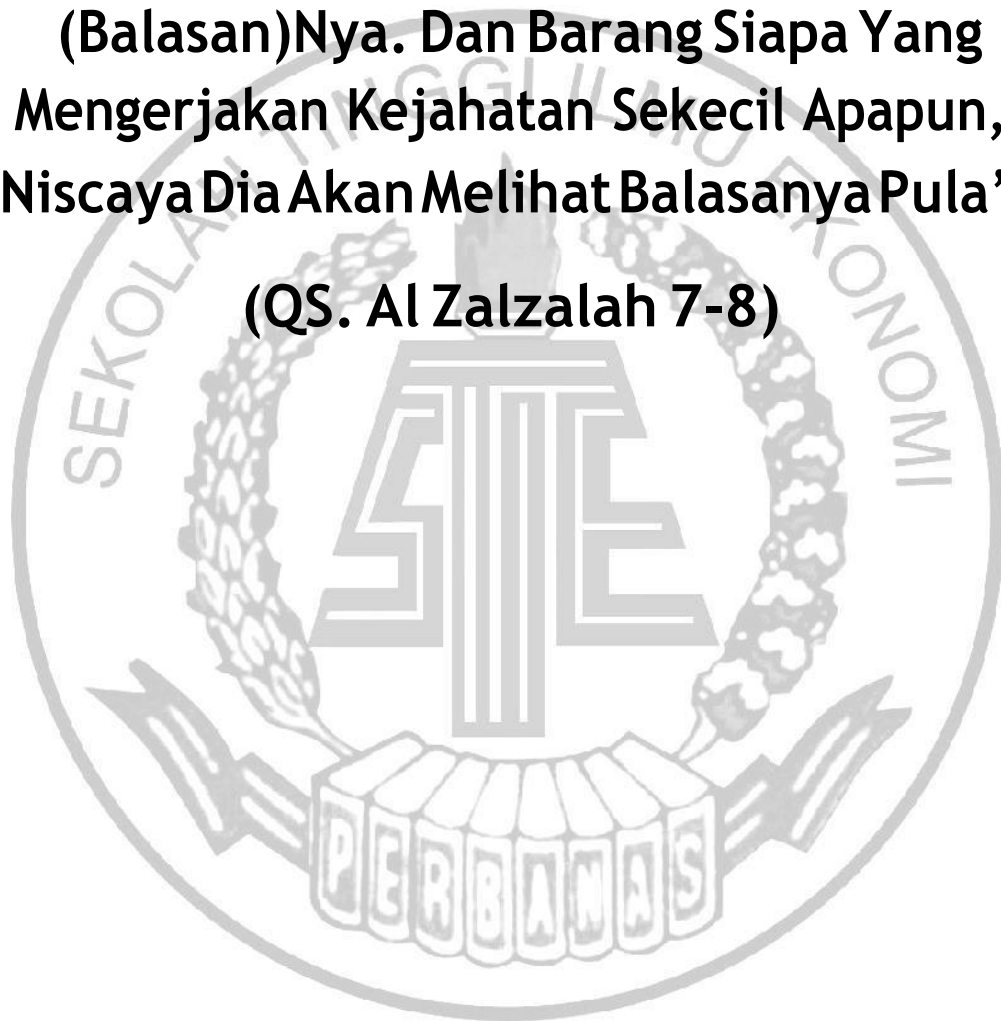 (Balasan)Nya. Dan Barang Siapa Yang
Mengerjakan Kejahatan Sekecil Apapun,
Niscaya Dia Akan Melihat Balasanya Pula’
(QS. Al Zalzalah 7-8)
SEKOLAH TINGGI ILMU EKONOMI
STIE
PERBANAS